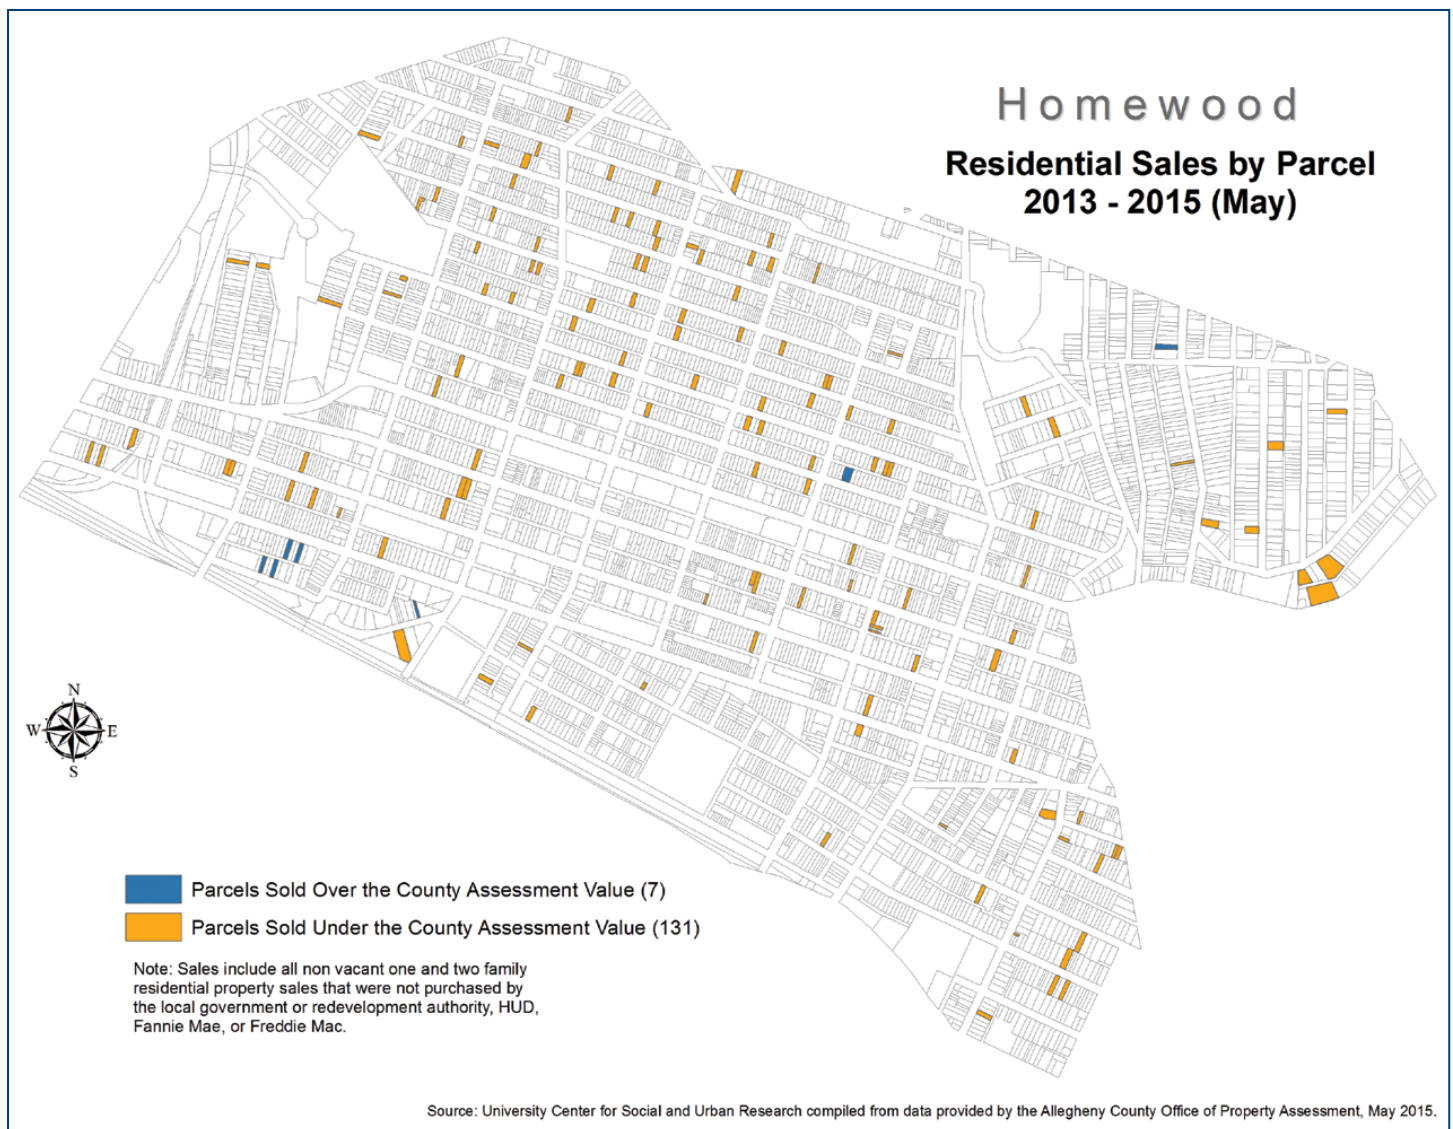 Homewood
Residential Sales by Parcel
2013 - 2015 (May)
N
W E
S
Parcels Sold Over the County Assessment Value (7)
Parcels Sold Under the County Assessment Value (131)
Note: Sales include all non vacant one and two family
residential property sales that were not purchased by
the local government or redevelopment authority, HUD,
Fannie Mae, or Freddie Mac.
Source: University Center for Social and Urban Research compiled from data provided by the Allegheny County Office of Property Assessment, May 2015.